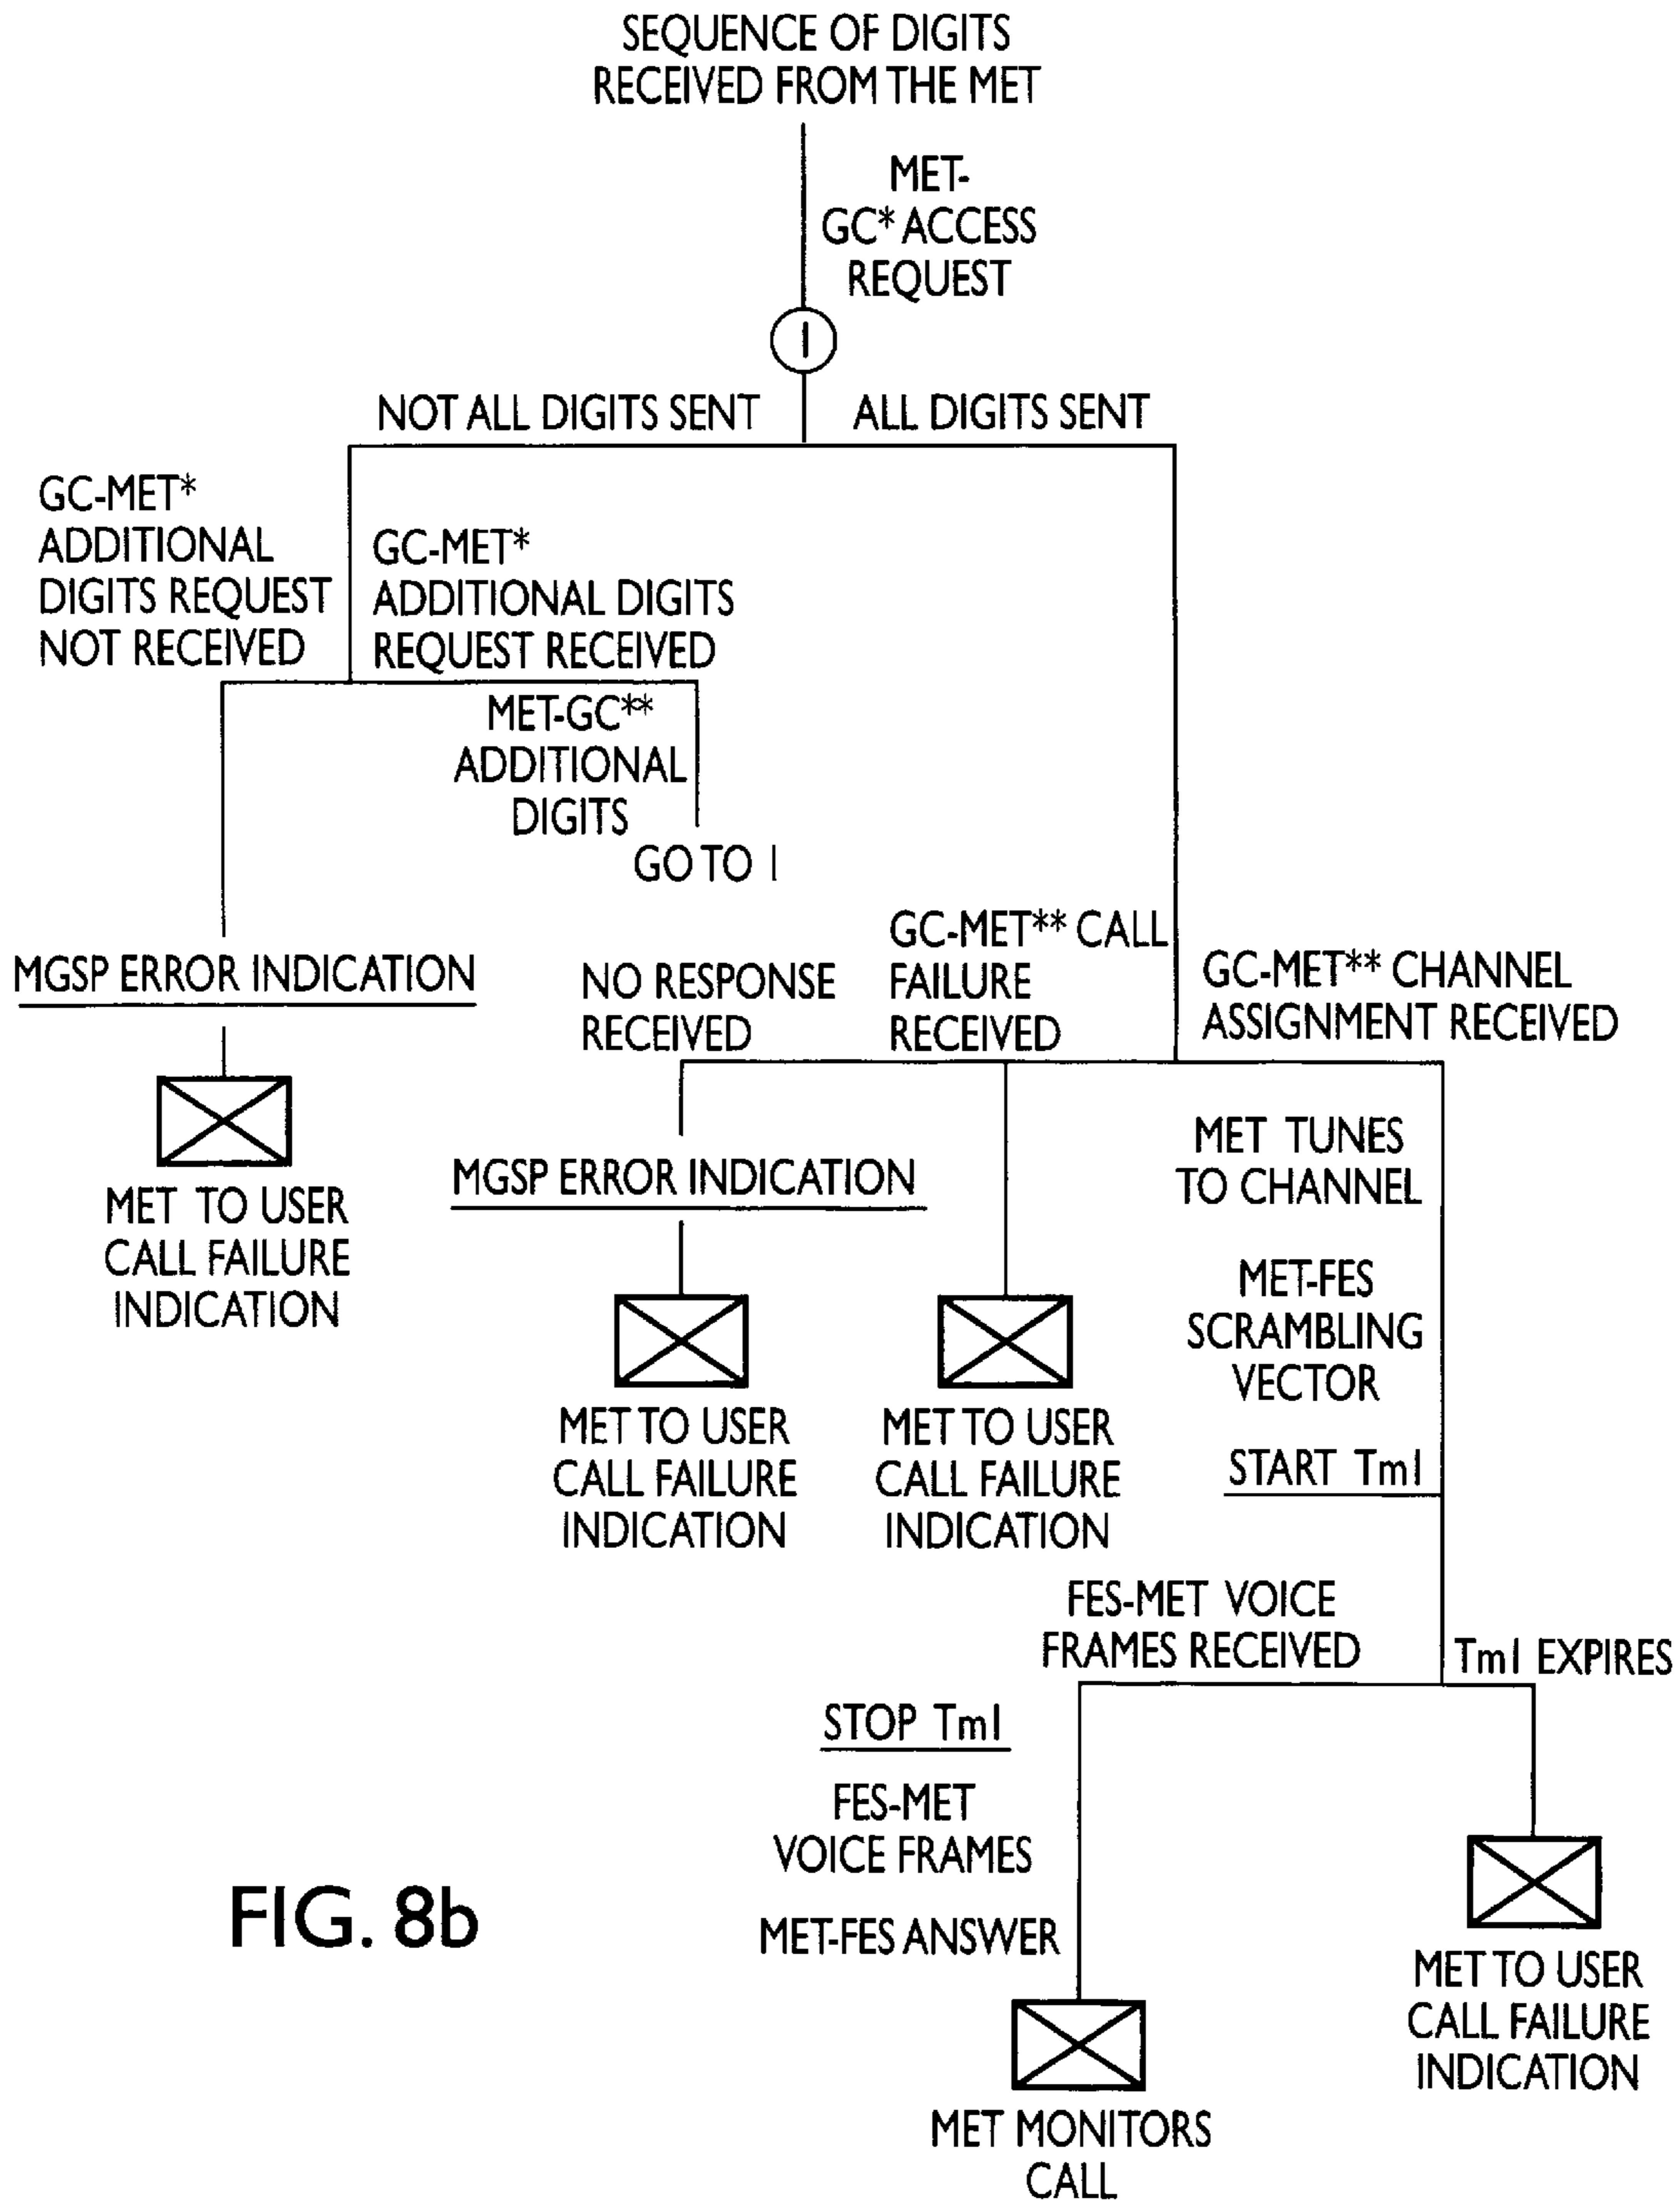 SEQUENCE OF DIGITS
RECEIVED FROM THE MET
MET-
GC* ACCESS
REQUEST
1
NOT ALL DIGITS SENT
ALL DIGITS SENT
GC-MET*
ADDITIONAL
DIGITS REQUEST
NOT RECEIVED
GC-MET*
ADDITIONAL DIGITS
REQUEST RECEIVED
MET-GC**
ADDITIONAL
DIGITS
GO TO 1
MGSP ERROR INDICATION
MET TO USER
CALL FAILURE
INDICATION
NO RESPONSE
RECEIVED
GC-MET** CALL
FAILURE
RECEIVED
GC-MET** CHANNEL
ASSIGNMENT RECEIVED
MGSP ERROR INDICATION
MET TO USER
CALL FAILURE
INDICATION
MET TO USER
CALL FAILURE
INDICATION
MET TUNES
TO CHANNEL
MET-FES
SCRAMBLING
VECTOR
START Tm1
FES-MET VOICE
FRAMES RECEIVED
Tm1 EXPIRES
STOP Tm1
FES-MET
VOICE FRAMES
MET-FES ANSWER
MET MONITORS
CALL
MET TO USER
CALL FAILURE
INDICATION
FIG. 8b